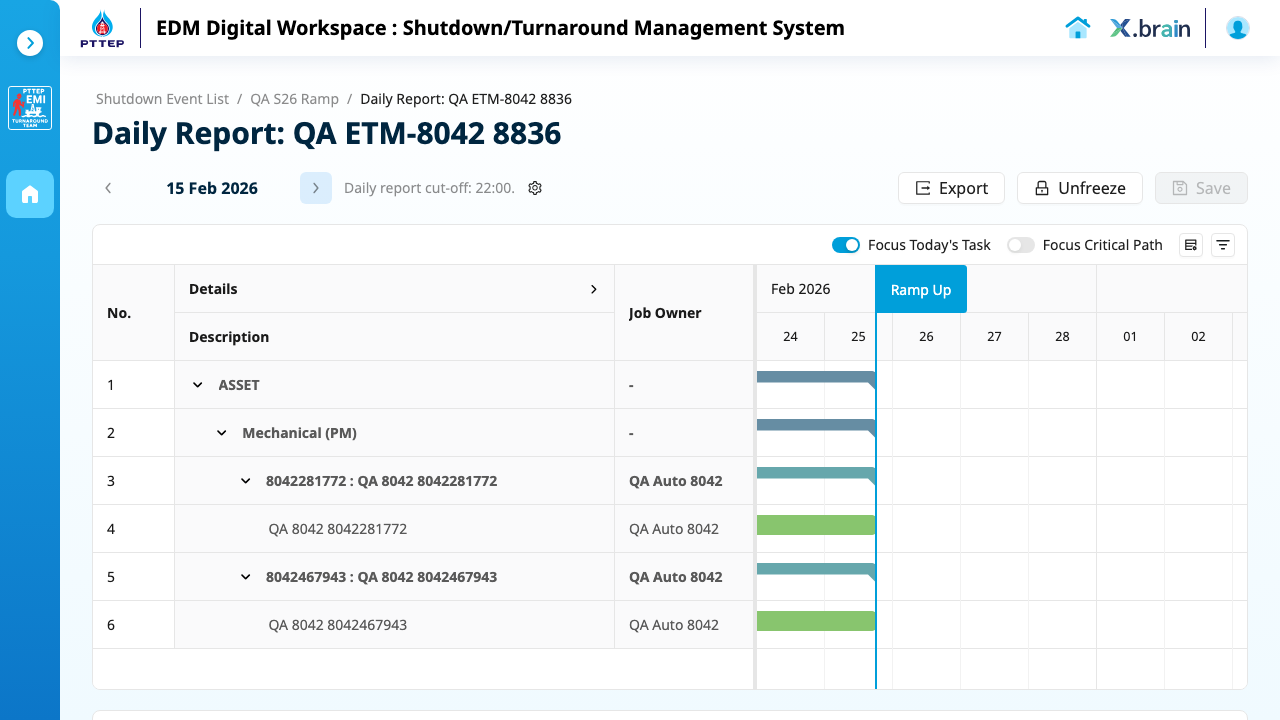 PTTEP
EDM Digital Workspace : Shutdown/Turnaround Management System
X.brain
PTTEP
EMI
TURNAROUND
TEAM
Shutdown Event List / QA S26 Ramp / Daily Report: QA ETM-8042 8836
Daily Report: QA ETM-8042 8836
15 Feb 2026
Daily report cut-off: 22:00.
Export
Unfreeze
Save
Focus Today's Task
Focus Critical Path
No.
Details
Description
Job Owner
Feb 2026
Ramp Up
24 25 26 27 28 01 02
1 ASSET -
2 Mechanical (PM) -
3 8042281772 : QA 8042 8042281772 QA Auto 8042
4 QA 8042 8042281772 QA Auto 8042
5 8042467943 : QA 8042 8042467943 QA Auto 8042
6 QA 8042 8042467943 QA Auto 8042